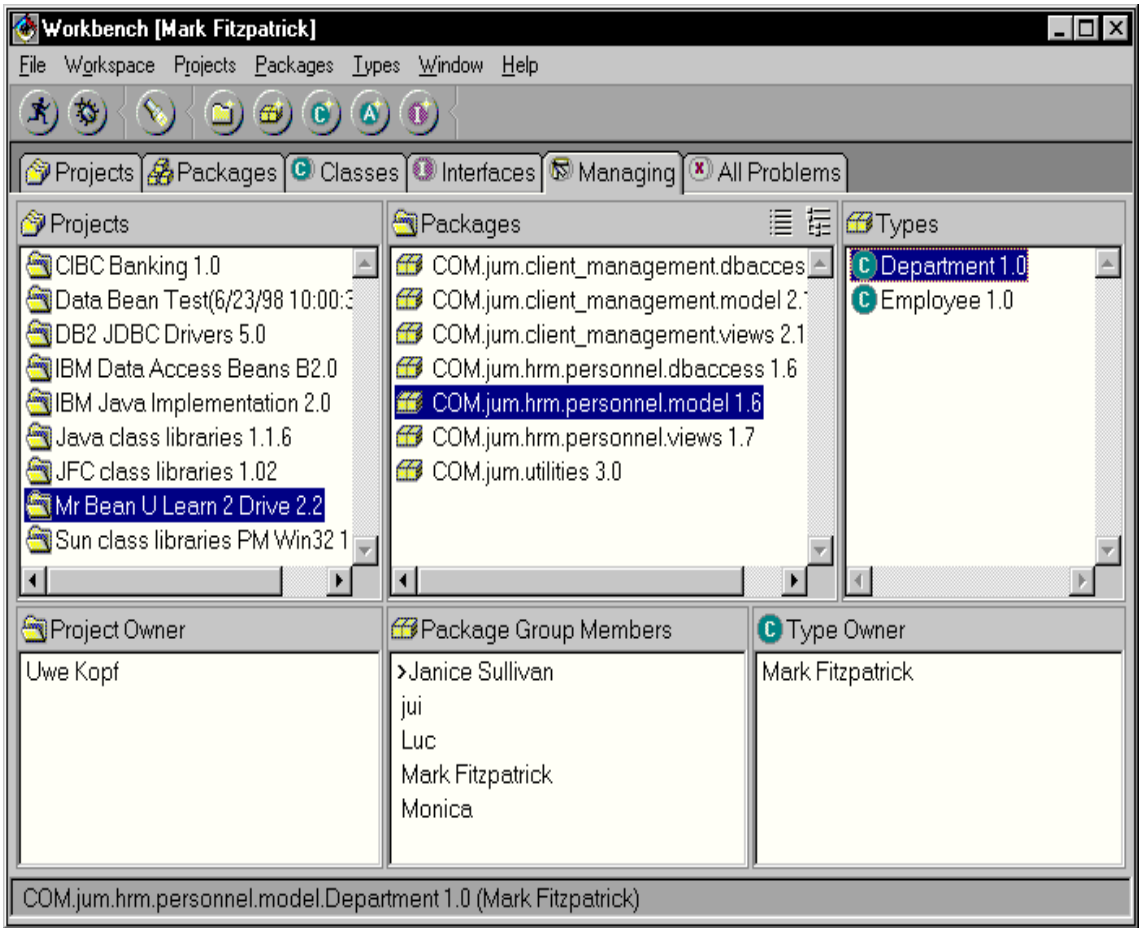 Workbench [Mark Fitzpatrick]
File Workspace Projects Packages Types Window Help
Projects Packages Classes Interfaces Managing All Problems
Projects
CIBC Banking 1.0
Data Bean Test(6/23/98 10:00:3
DB2 JDBC Drivers 5.0
IBM Data Access Beans B2.0
IBM Java Implementation 2.0
Java class libraries 1.1.6
JFC class libraries 1.02
Mr Bean U Learn 2 Drive 2.2
Sun class libraries PM Win32 1
Packages
COM.jum.client_management.dbacces
COM.jum.client_management.model 2.1
COM.jum.client_management.views 2.1
COM.jum.hrm.personnel.dbaccess 1.6
COM.jum.hrm.personnel.model 1.6
COM.jum.hrm.personnel.views 1.7
COM.jum.utilities 3.0
Types
Department 1.0
Employee 1.0
Project Owner
Uwe Kopf
Package Group Members
>Janice Sullivan
jui
Luc
Mark Fitzpatrick
Monica
Type Owner
Mark Fitzpatrick
COM.jum.hrm.personnel.model.Department 1.0 (Mark Fitzpatrick)